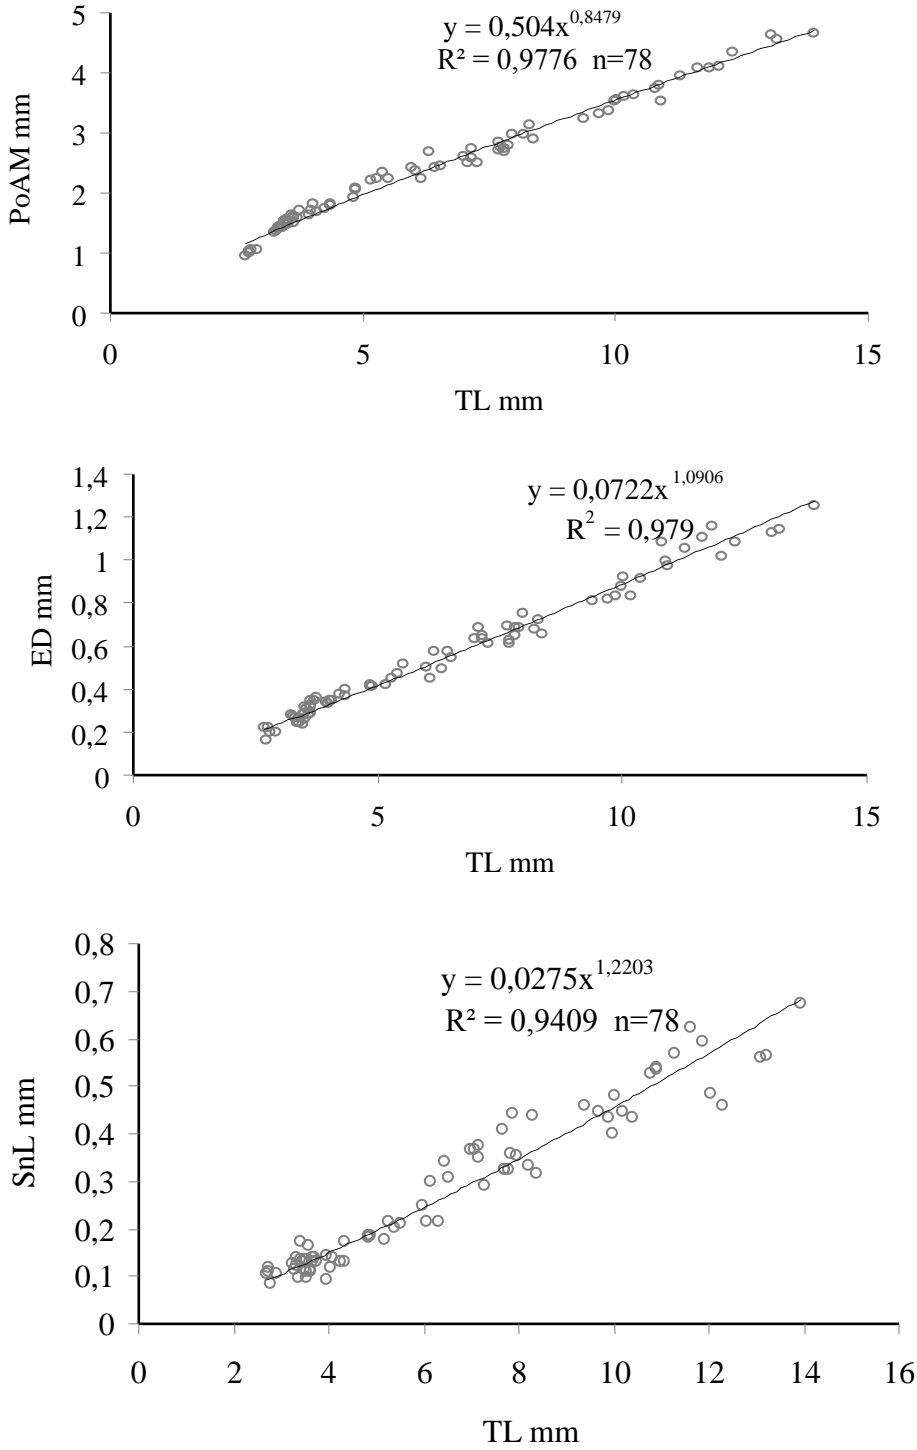 y = 0,504x^0,8479
R² = 0,9776 n=78
PoAM mm
5
4
3
2
1
0
0 5 10 15
TL mm
y = 0,0722x^1,0906
R² = 0,979
ED mm
1,4
1,2
1
0,8
0,6
0,4
0,2
0
0 5 10 15
TL mm
y = 0,0275x^1,2203
R² = 0,9409 n=78
SnL mm
0,8
0,7
0,6
0,5
0,4
0,3
0,2
0,1
0
0 2 4 6 8 10 12 14 16
TL mm